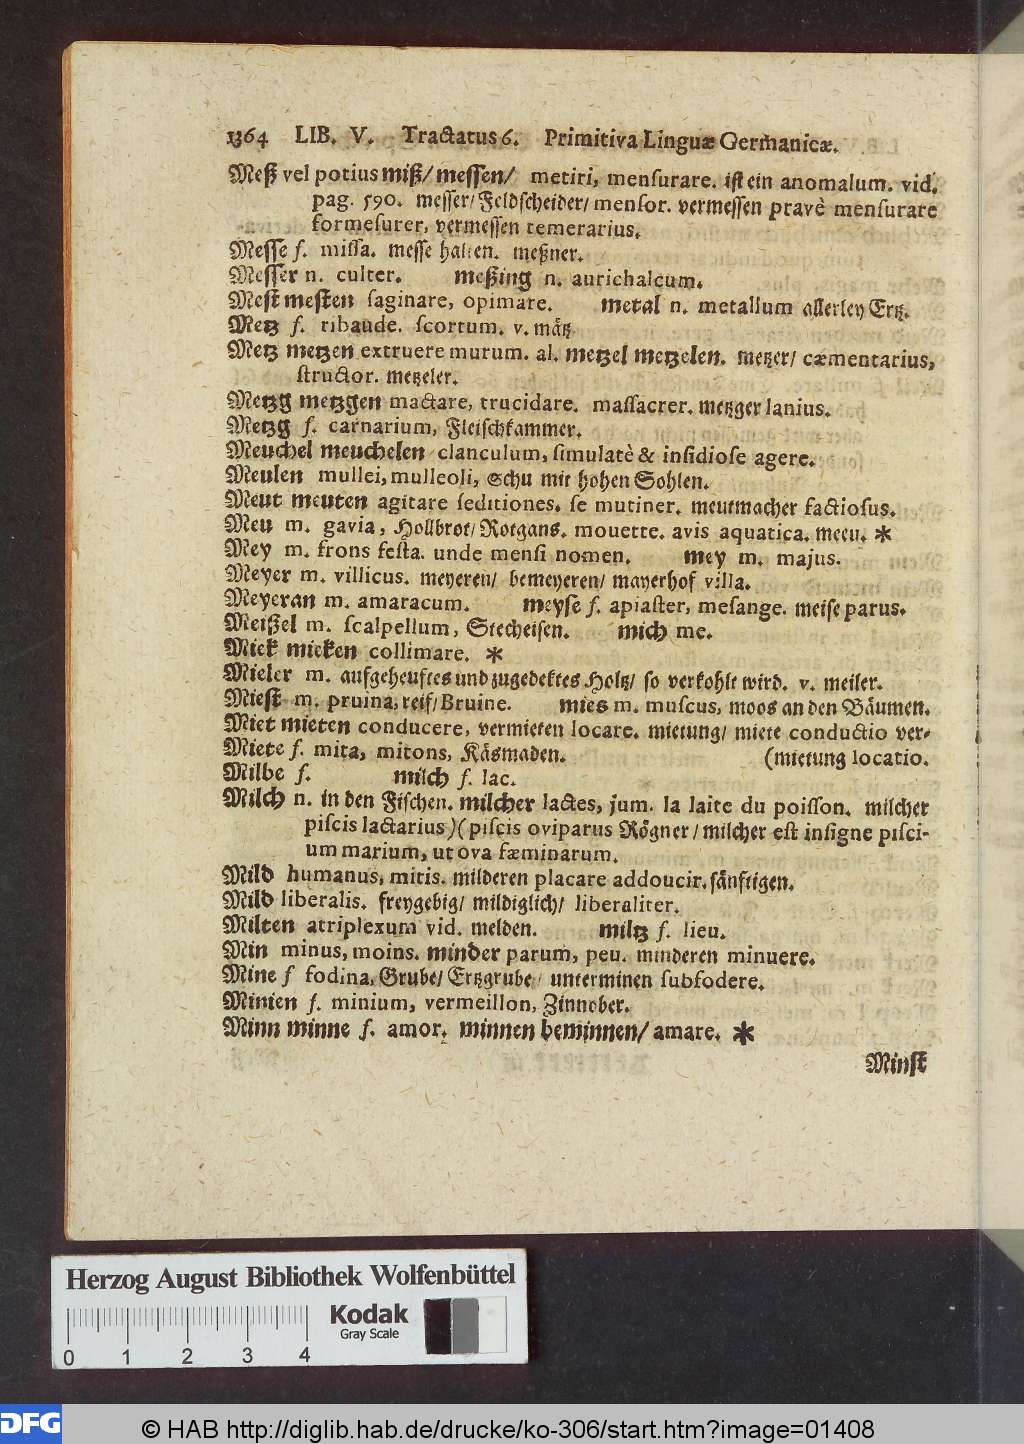 1364 LIB. V. Tractatus 6. Primitiva Linguæ Germanicæ.
Meß vel potius miß/ messen/ metiri, mensurare. ist ein anomalum. vid.
pag. 590. messer/ Feldscheider/ mensor. vermessen pravè mensurare
formesurer, vermessen temerarius.
Messe f. missa. messe halten. meßner.
Messer n. culter. meßing n. aurichalcum.
Mest mesten saginare, opimare. metal n. metallum allerley Ertz.
Metz f. ribaude. scortum. v. mätz
Metz metzen extruere murum. al. metzel metzelen. metzer/ cæmentarius,
structor. metzeler.
Metzg metzgen mactare, trucidare. massacrer. metzger lanius.
Metzg f. carnarium, Fleischkammer.
Meuchel meuchelen clanculum, simulatè & insidiose agere.
Meulen mullei, mulleoli, Schu mit hohen Sohlen.
Meut meuten agitare seditiones. se mutiner. meutmacher factiosus.
Meu m. gavia, Hollbrot/ Rotgans. mouette. avis aquatica. meeu. *
Mey m. frons festa. unde mensi nomen. mey m. majus.
Meyer m. villicus. meyeren/ bemeyeren/ mayerhof villa.
Meyeran m. amaracum. meyse f. apiaster, mesange. meise parus.
Meißel m. scalpellum, Stecheisen. mich me.
Miek mieken collimare. *
Mieler m. aufgeheuftes und zugedektes Holtz/ so verkohlt wird. v. meiler.
Miest m. pruina, reif/ Bruine. mies m. muscus, moos an den Bäumen.
Miet mieten conducere, vermieten locare. mietung/ miete conductio ver-
Miete f. mita, mitons, Käsmaden. (mietung locatio.
Milbe f. milch f. lac.
Milch n. in den Fischen. milcher lactes, jum. la laite du poisson. milcher
piscis lactarius )( piscis oviparus Rögner / milcher est insigne pisci-
um marium, ut ova fæminarum.
Mild humanus, mitis. milderen placare addoucir. sänftigen.
Mild liberalis. freygebig/ mildiglich/ liberaliter.
Milten atriplexum vid. melden. miltz f. lieu.
Min minus, moins. minder parum, peu. minderen minuere.
Mine f fodina, Grube/ Ertzgrube/ unterminen subfodere.
Minien f. minium, vermeillon, Zinnober.
Minn minne f. amor. minnen beminnen/ amare. *
Minst
Herzog August Bibliothek Wolfenbüttel
Kodak
Gray Scale
0 1 2 3 4
DFG
© HAB http://diglib.hab.de/drucke/ko-306/start.htm?image=01408